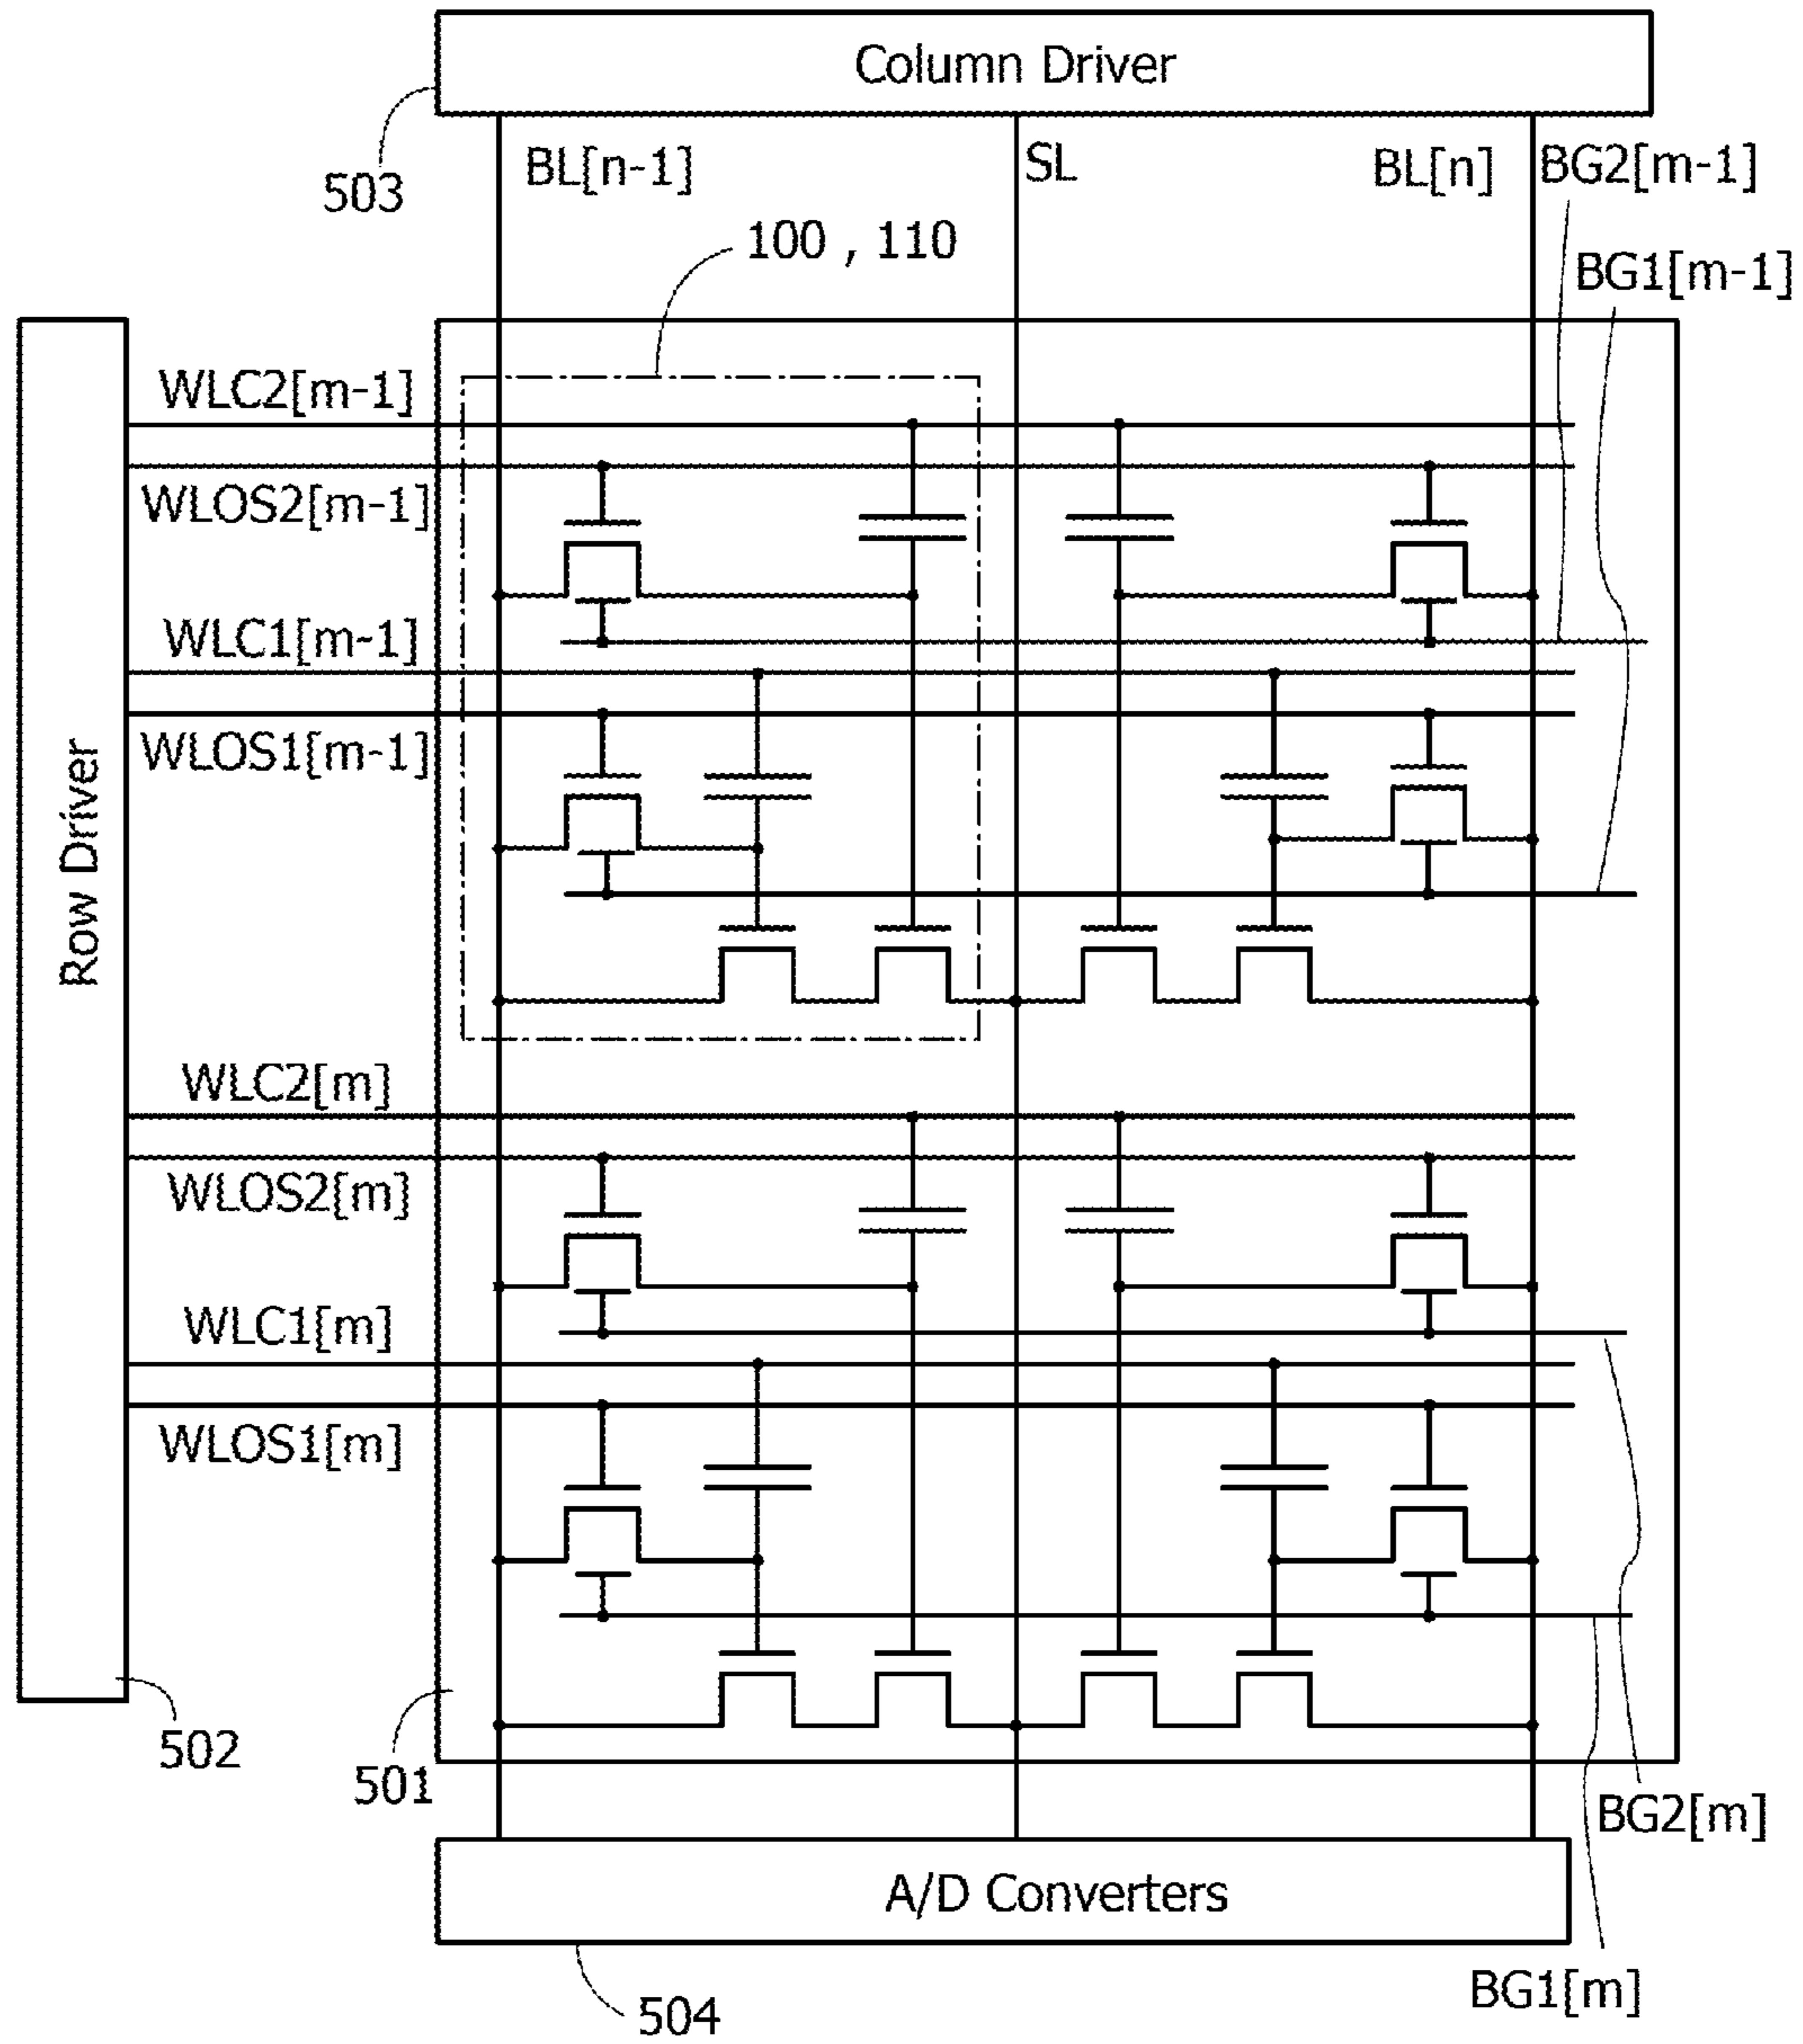 Column Driver
503
BL[n-1]
SL
BL[n]
BG2[m-1]
100 , 110
BG1[m-1]
WLC2[m-1]
WLOS2[m-1]
WLC1[m-1]
WLOS1[m-1]
Row Driver
WLC2[m]
WLOS2[m]
WLC1[m]
WLOS1[m]
502
501
BG2[m]
A/D Converters
BG1[m]
504